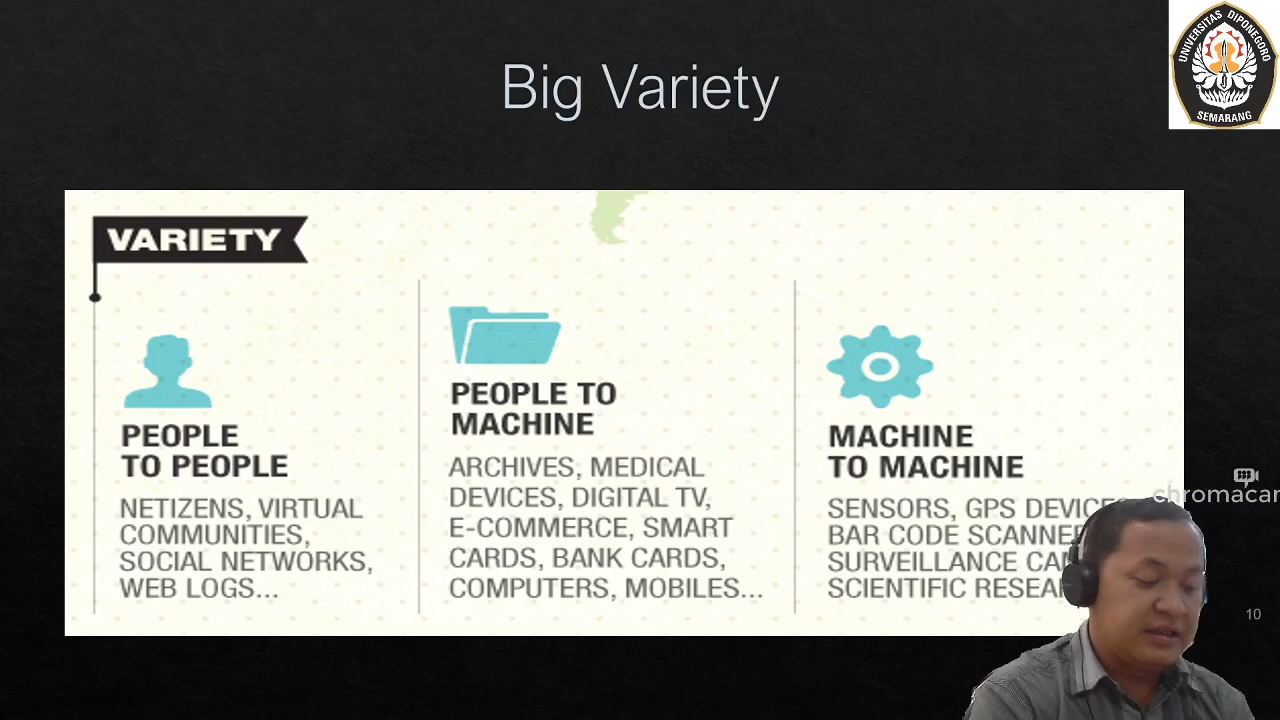 Big Variety
UNIVERSITAS DIPONEGORO
SEMARANG
VARIETY
PEOPLE
TO PEOPLE
NETIZENS, VIRTUAL
COMMUNITIES,
SOCIAL NETWORKS,
WEB LOGS...
PEOPLE TO
MACHINE
ARCHIVES, MEDICAL
DEVICES, DIGITAL TV,
E-COMMERCE, SMART
CARDS, BANK CARDS,
COMPUTERS, MOBILES...
MACHINE
TO MACHINE
SENSORS, GPS
BAR CODE
SURVEILLANCE
SCIENTIFIC
10